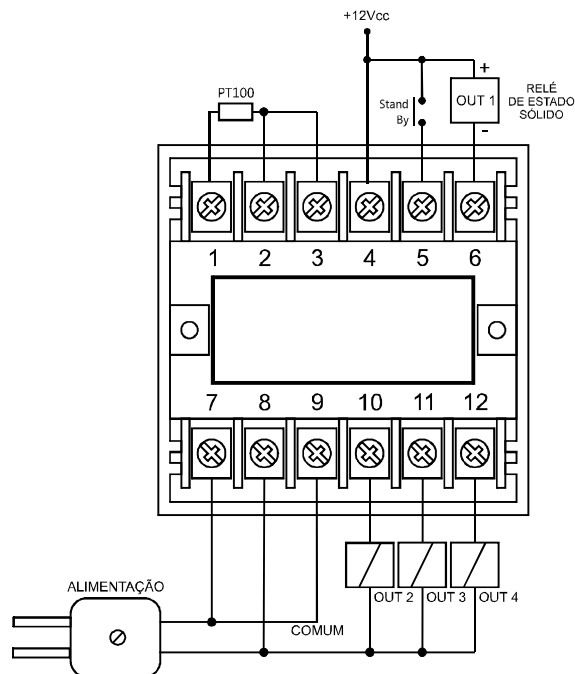 +12Vcc
PT100
Stand
By
+
OUT 1
-
RELÉ
DE ESTADO
SÓLIDO
1 2 3 4 5 6
7 8 9 10 11 12
OUT 2 OUT 3 OUT 4
ALIMENTAÇÃO
COMUM